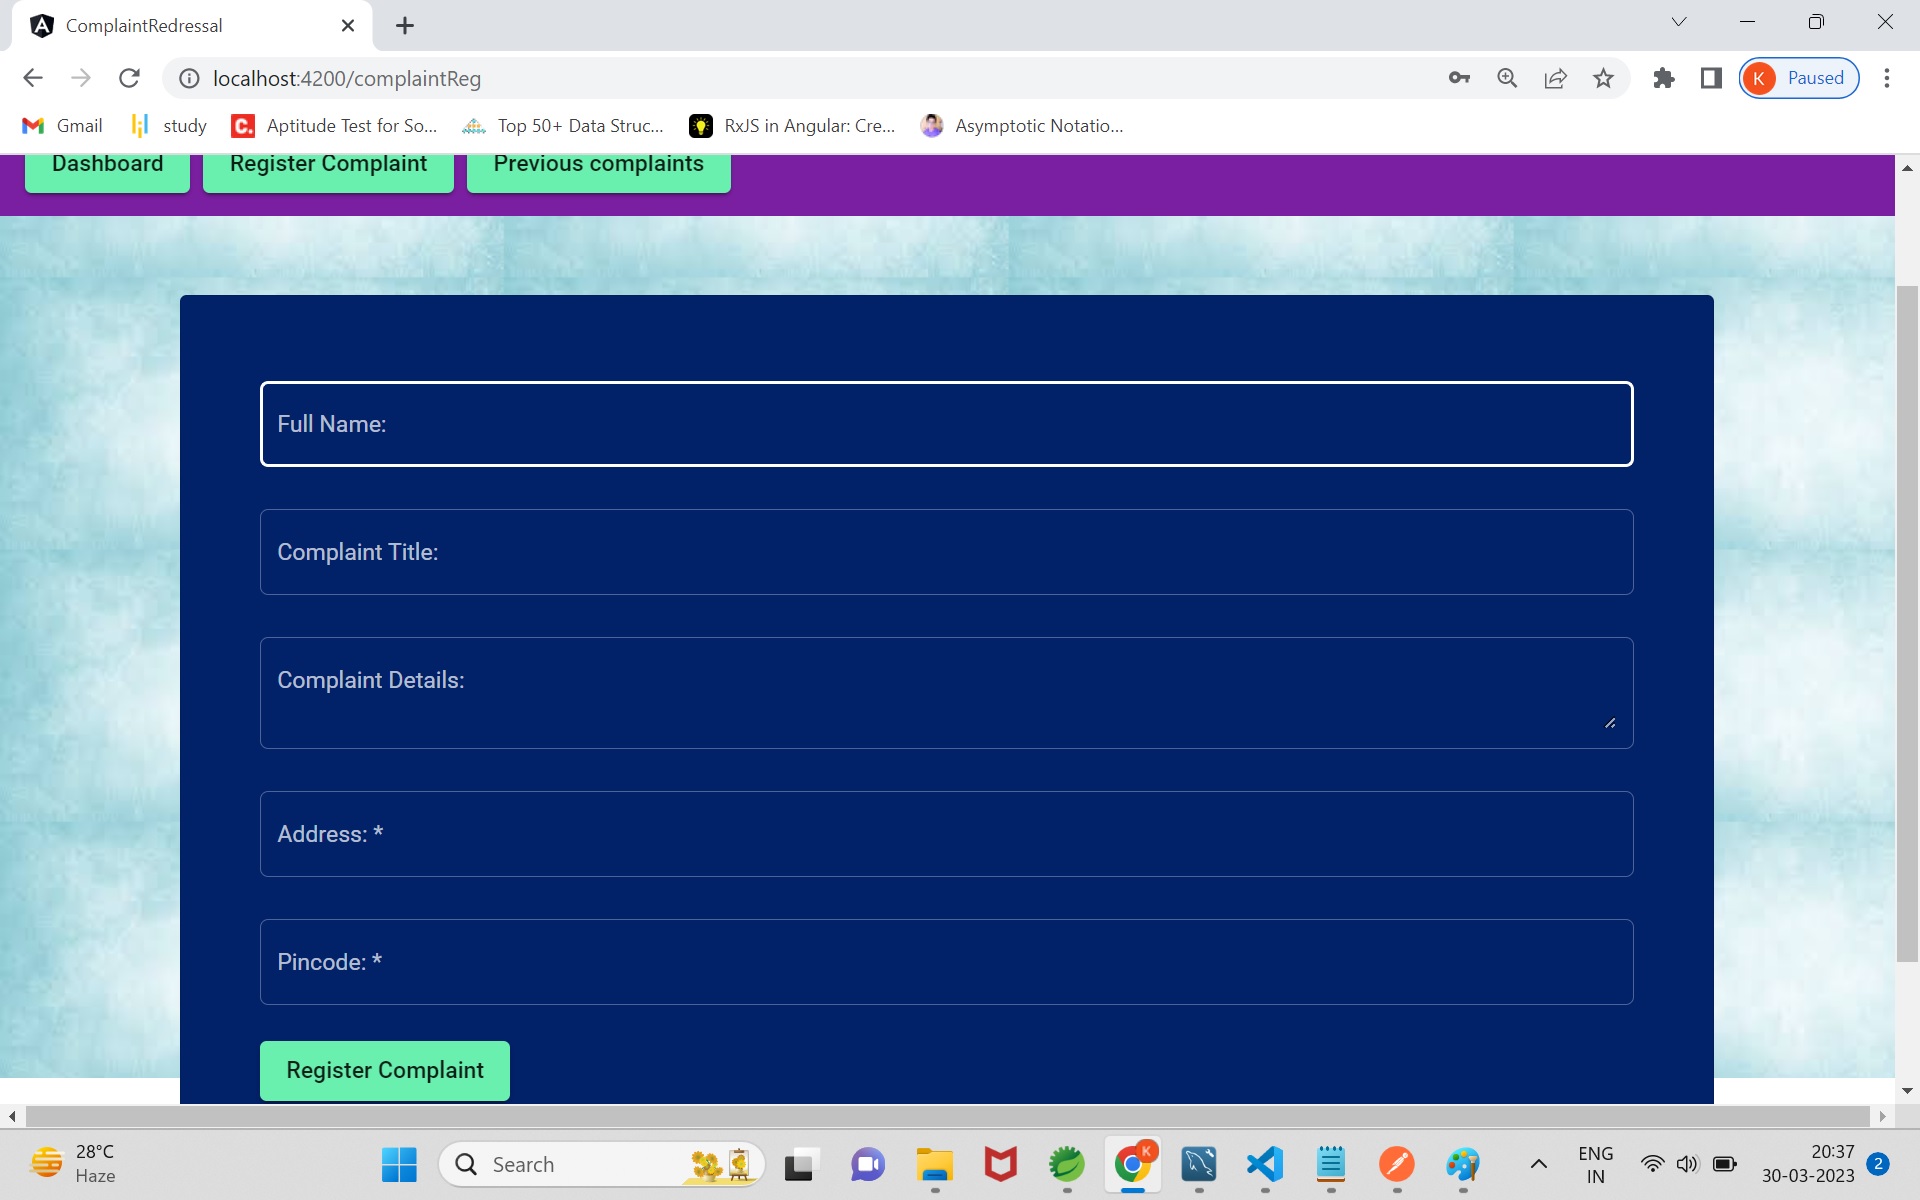 ComplaintRedressal
localhost:4200/complaintReg
K Paused
Gmail study C. Aptitude Test for So... Top 50+ Data Struc... RxJS in Angular: Cre... Asymptotic Notatio...
Dashboard Register Complaint Previous complaints
Full Name:
Complaint Title:
Complaint Details:
Address: *
Pincode: *
Register Complaint
28°C
Haze
Search
K
ENG
IN
20:37
30-03-2023
2